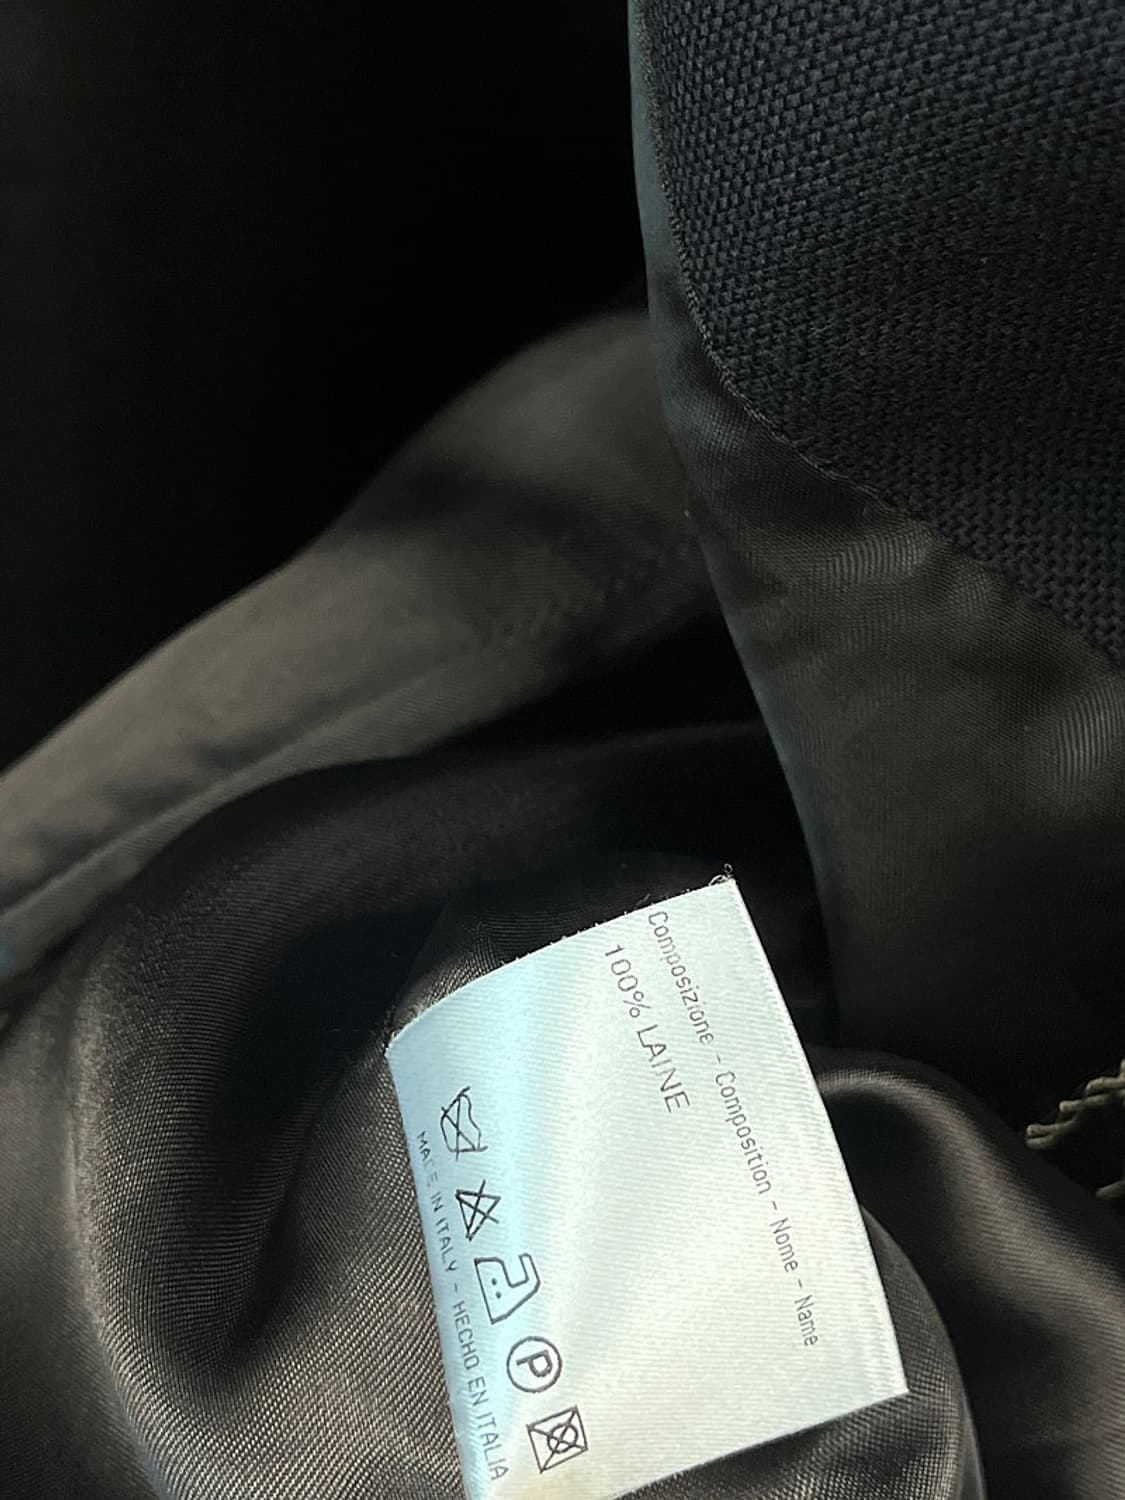 Composizione - Composition - Nome - Name
100% LAINE
P
MADE IN ITALY - HECHO EN ITALIA